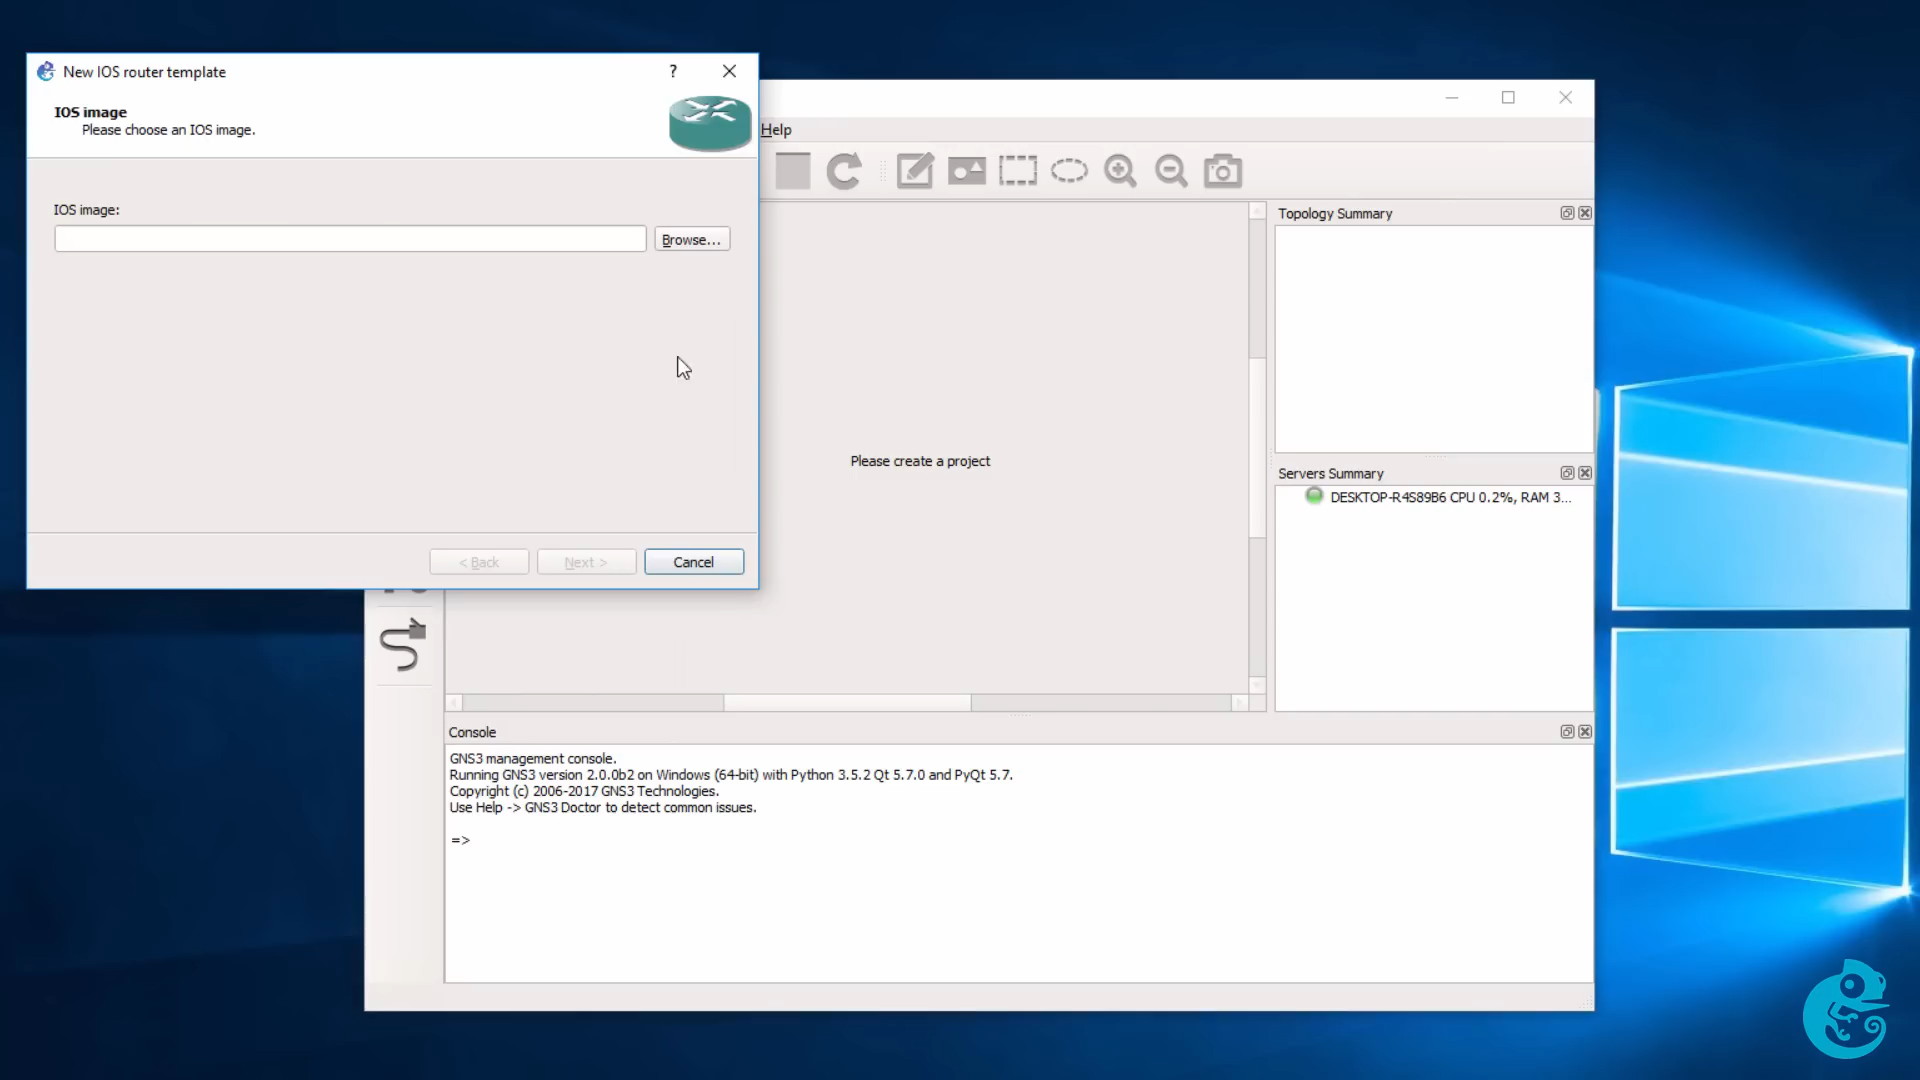 New IOS router template
?
IOS image
Please choose an IOS image.
IOS image:
Browse...
< Back
Next >
Cancel
Help
Please create a project
Topology Summary
Servers Summary
DESKTOP-R4S89B6 CPU 0.2%, RAM 3...
Console
GNS3 management console.
Running GNS3 version 2.0.0b2 on Windows (64-bit) with Python 3.5.2 Qt 5.7.0 and PyQt 5.7.
Copyright (c) 2006-2017 GNS3 Technologies.
Use Help -> GNS3 Doctor to detect common issues.
=>